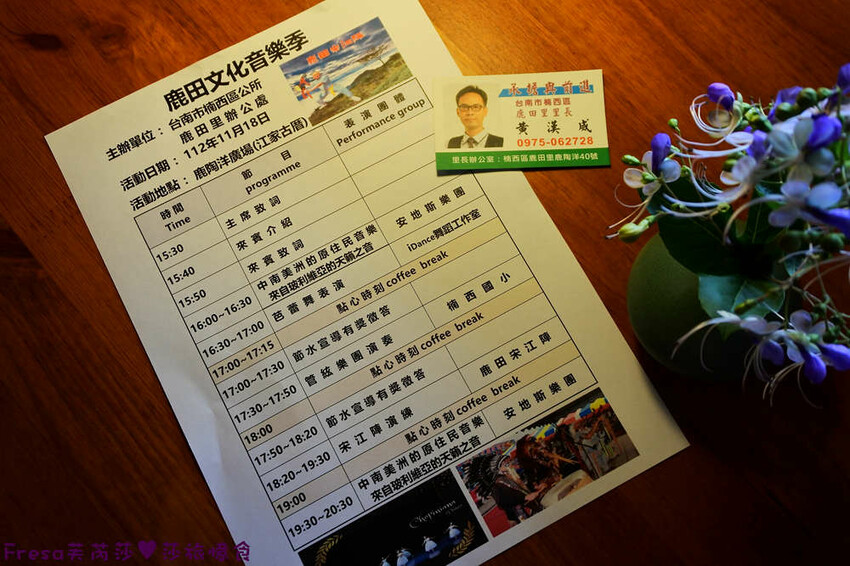 鹿田文化音樂季
主辦單位： 台南市楠西區公所
鹿田里辦公處
活動日期： 112年11月18日
活動地點： 鹿陶洋廣場(江家古厝)
時間 Time 節目 programme 表演團體 Performance group
15:30 主席致詞
15:40 來賓介紹
15:50 來賓致詞
16:00~16:30 中南美洲的原住民音樂 來自玻利維亞的天籟之音 安地斯樂團
16:30~17:00 芭蕾舞表演 iDance舞蹈工作室
17:00~17:15 點心時刻 coffee break
17:00~17:30 節水宣導有獎徵答
17:30~17:50 管絃樂團演奏 楠西國小
18:00 點心時刻 coffee break
17:50~18:20 節水宣導有獎徵答
18:20~19:30 宋江陣演練 鹿田宋江陣
19:00 點心時刻 coffee break
19:30~20:30 中南美洲的原住民音樂 來自玻利維亞的天籟之音 安地斯樂團
Chopiniana
承擔與前進
台南市楠西區
鹿田里里長
黃漢威
0975-062728
里長辦公室：楠西區鹿田里鹿陶洋40號
Fresa芙芮莎♥莎旅慢食